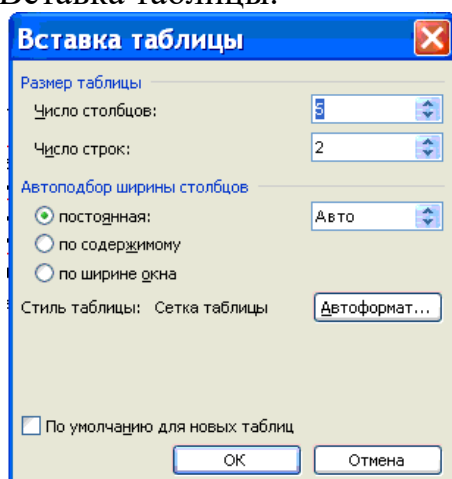 Вставка таблицы.
Вставка таблицы
Размер таблицы
Число столбцов: 5
Число строк: 2
Автоподбор ширины столбцов
постоянная: Авто
по содержимому
по ширине окна
Стиль таблицы: Сетка таблицы Автоформат...
По умолчанию для новых таблиц
ОК Отмена